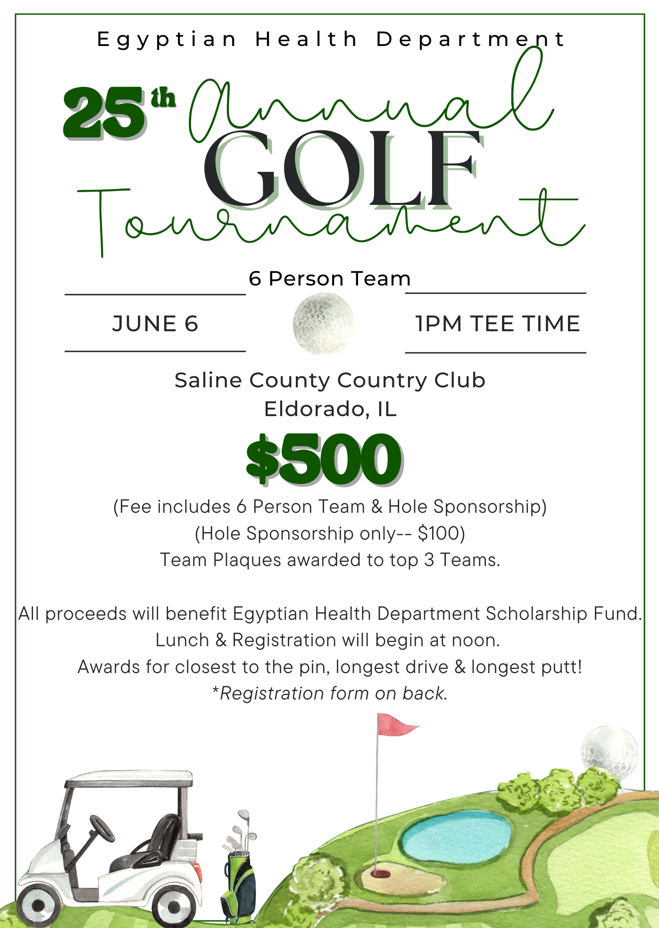 Egyptian Health Department
25th Annual
GOLF
Tournament
6 Person Team
JUNE 6
1PM TEE TIME
Saline County Country Club
Eldorado, IL
$500
(Fee includes 6 Person Team & Hole Sponsorship)
(Hole Sponsorship only-- $100)
Team Plaques awarded to top 3 Teams.
All proceeds will benefit Egyptian Health Department Scholarship Fund.
Lunch & Registration will begin at noon.
Awards for closest to the pin, longest drive & longest putt!
*Registration form on back.